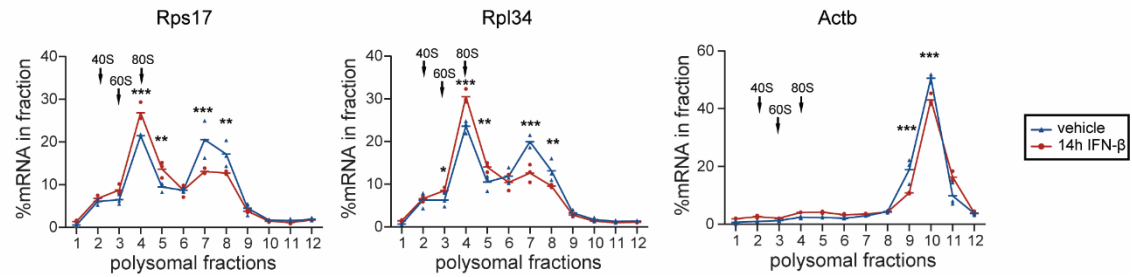 Rps17
%mRNA in fraction
40
30
20
10
0
40S
60S
80S
***
**
***
**
1 2 3 4 5 6 7 8 9 10 11 12
polysomal fractions
Rpl34
%mRNA in fraction
40
30
20
10
0
40S
60S
80S
*
***
**
***
**
1 2 3 4 5 6 7 8 9 10 11 12
polysomal fractions
Actb
%mRNA in fraction
60
40
20
0
40S
60S
80S
***
***
1 2 3 4 5 6 7 8 9 10 11 12
polysomal fractions
vehicle
14h IFN-β